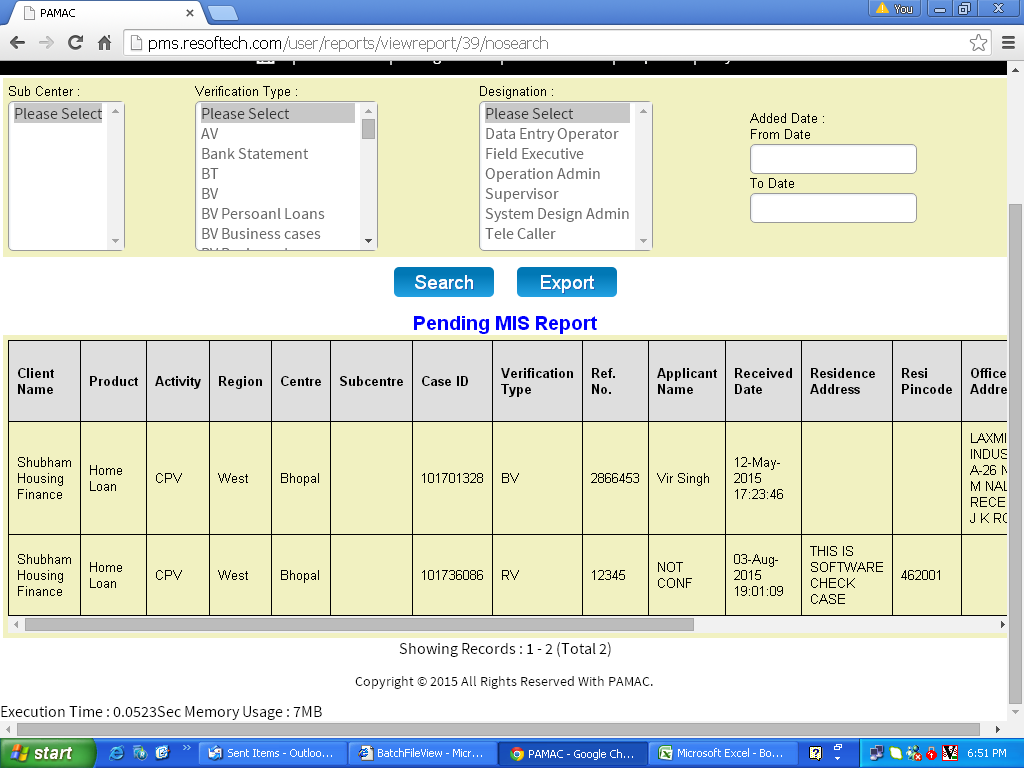 PAMAC
You
pms.resoftech.com/user/reports/viewreport/39/nosearch
Sub Center :
Please Select
Verification Type :
Please Select
AV
Bank Statement
BT
BV
BV Persoanl Loans
BV Business cases
Designation :
Please Select
Data Entry Operator
Field Executive
Operation Admin
Supervisor
System Design Admin
Tele Caller
Added Date :
From Date
To Date
Search Export
Pending MIS Report
Client Name Product Activity Region Centre Subcentre Case ID Verification Type Ref. No. Applicant Name Received Date Residence Address Resi Pincode Office
Shubham Housing Finance Home Loan CPV West Bhopal 101701328 BV 2866453 Vir Singh 12-May-2015 17:23:46 LAXMI INDUS A-26 N M NAL RECE J K RO
Shubham Housing Finance Home Loan CPV West Bhopal 101736086 RV 12345 NOT CONF 03-Aug-2015 19:01:09 THIS IS SOFTWARE CHECK CASE 462001
Showing Records : 1 - 2 (Total 2)
Copyright © 2015 All Rights Reserved With PAMAC.
Execution Time : 0.0523Sec Memory Usage : 7MB
start
Sent Items - Outloo...
BatchFileView - Micr...
PAMAC - Google Ch...
Microsoft Excel - Bo...
6:51 PM